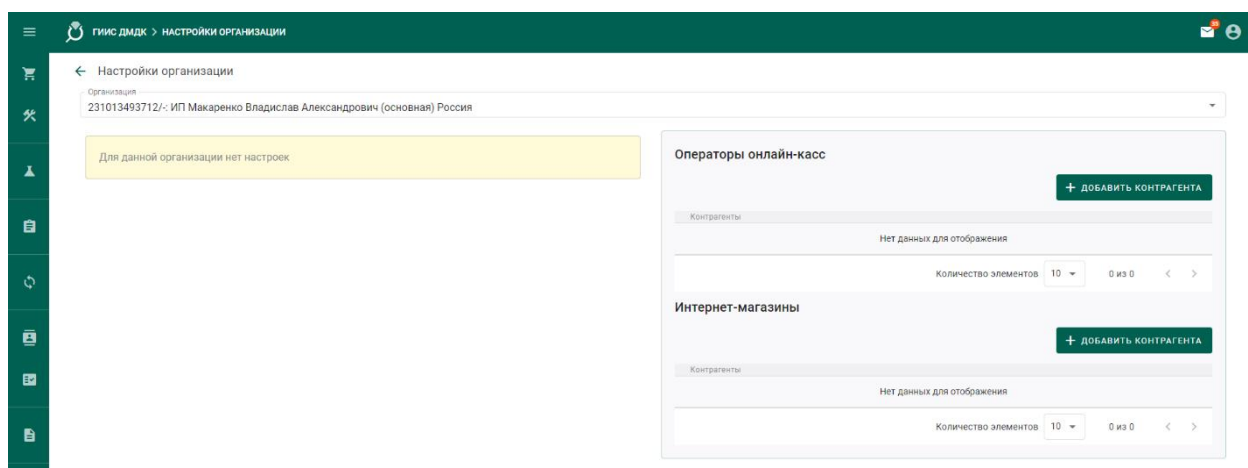 ГИИС ДМДК > НАСТРОЙКИ ОРГАНИЗАЦИИ
Настройки организации
Организация
231013493712/-: ИП Макаренко Владислав Александрович (основная) Россия
Для данной организации нет настроек
Операторы онлайн-касс
+ ДОБАВИТЬ КОНТРАГЕНТА
Контрагенты
Нет данных для отображения
Количество элементов 10 0 из 0 < >
Интернет-магазины
+ ДОБАВИТЬ КОНТРАГЕНТА
Контрагенты
Нет данных для отображения
Количество элементов 10 0 из 0 < >